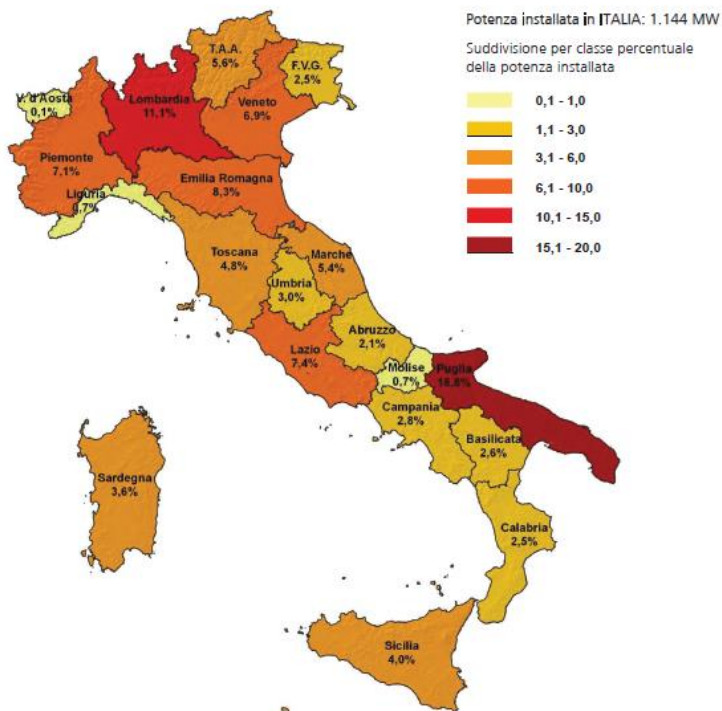 Potenza installata in ITALIA: 1.144 MW
Suddivisione per classe percentuale
della potenza installata
0,1 - 1,0
1,1 - 3,0
3,1 - 6,0
6,1 - 10,0
10,1 - 15,0
15,1 - 20,0
T.A.A.
5,6%
F.V.G.
2,5%
V. d'Aosta
0,1%
Lombardia
11,1%
Veneto
6,9%
Piemonte
7,1%
Emilia Romagna
8,3%
Liguria
0,7%
Toscana
4,8%
Marche
5,4%
Umbria
3,0%
Abruzzo
2,1%
Lazio
7,4%
Molise
0,7%
Puglia
18,8%
Campania
2,8%
Basilicata
2,6%
Sardegna
3,6%
Calabria
2,5%
Sicilia
4,0%